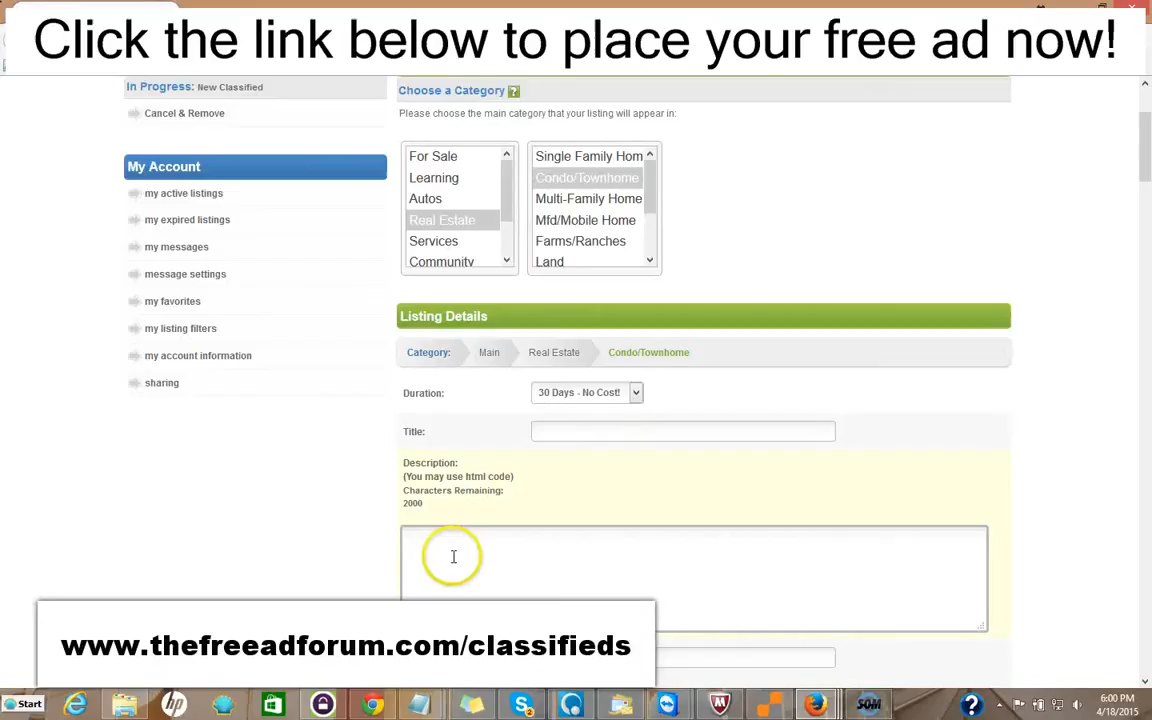 Click the link below to place your free ad now!
In Progress: New Classified
Cancel & Remove
My Account
my active listings
my expired listings
my messages
message settings
my favorites
my listing filters
my account information
sharing
Choose a Category ?
Please choose the main category that your listing will appear in:
For Sale
Learning
Autos
Real Estate
Services
Community
Single Family Hom
Condo/Townhome
Multi-Family Home
Mfd/Mobile Home
Farms/Ranches
Land
Listing Details
Category: Main Real Estate Condo/Townhome
Duration: 30 Days - No Cost!
Title:
Description:
(You may use html code)
Characters Remaining:
2000
www.thefreeadforum.com/classifieds
Start
hp
2
SOM
?
6:00 PM
4/18/2015